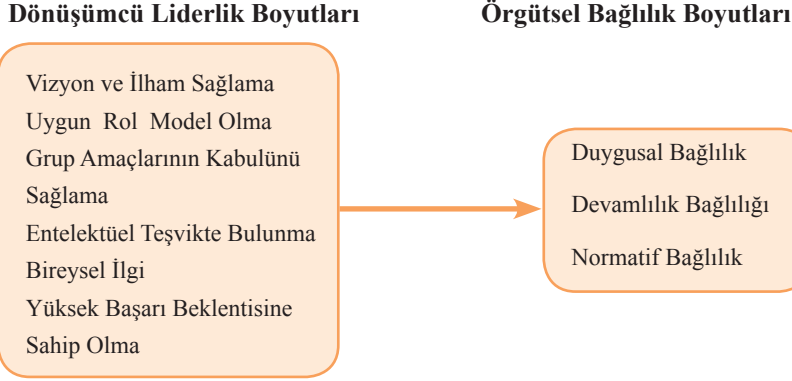 Dönüşümcü Liderlik Boyutları
Örgütsel Bağlılık Boyutları
Vizyon ve İlham Sağlama
Uygun Rol Model Olma
Grup Amaçlarının Kabulünü
Sağlama
Entelektüel Teşvikte Bulunma
Bireysel İlgi
Yüksek Başarı Beklentisine
Sahip Olma
Duygusal Bağlılık
Devamlılık Bağlılığı
Normatif Bağlılık